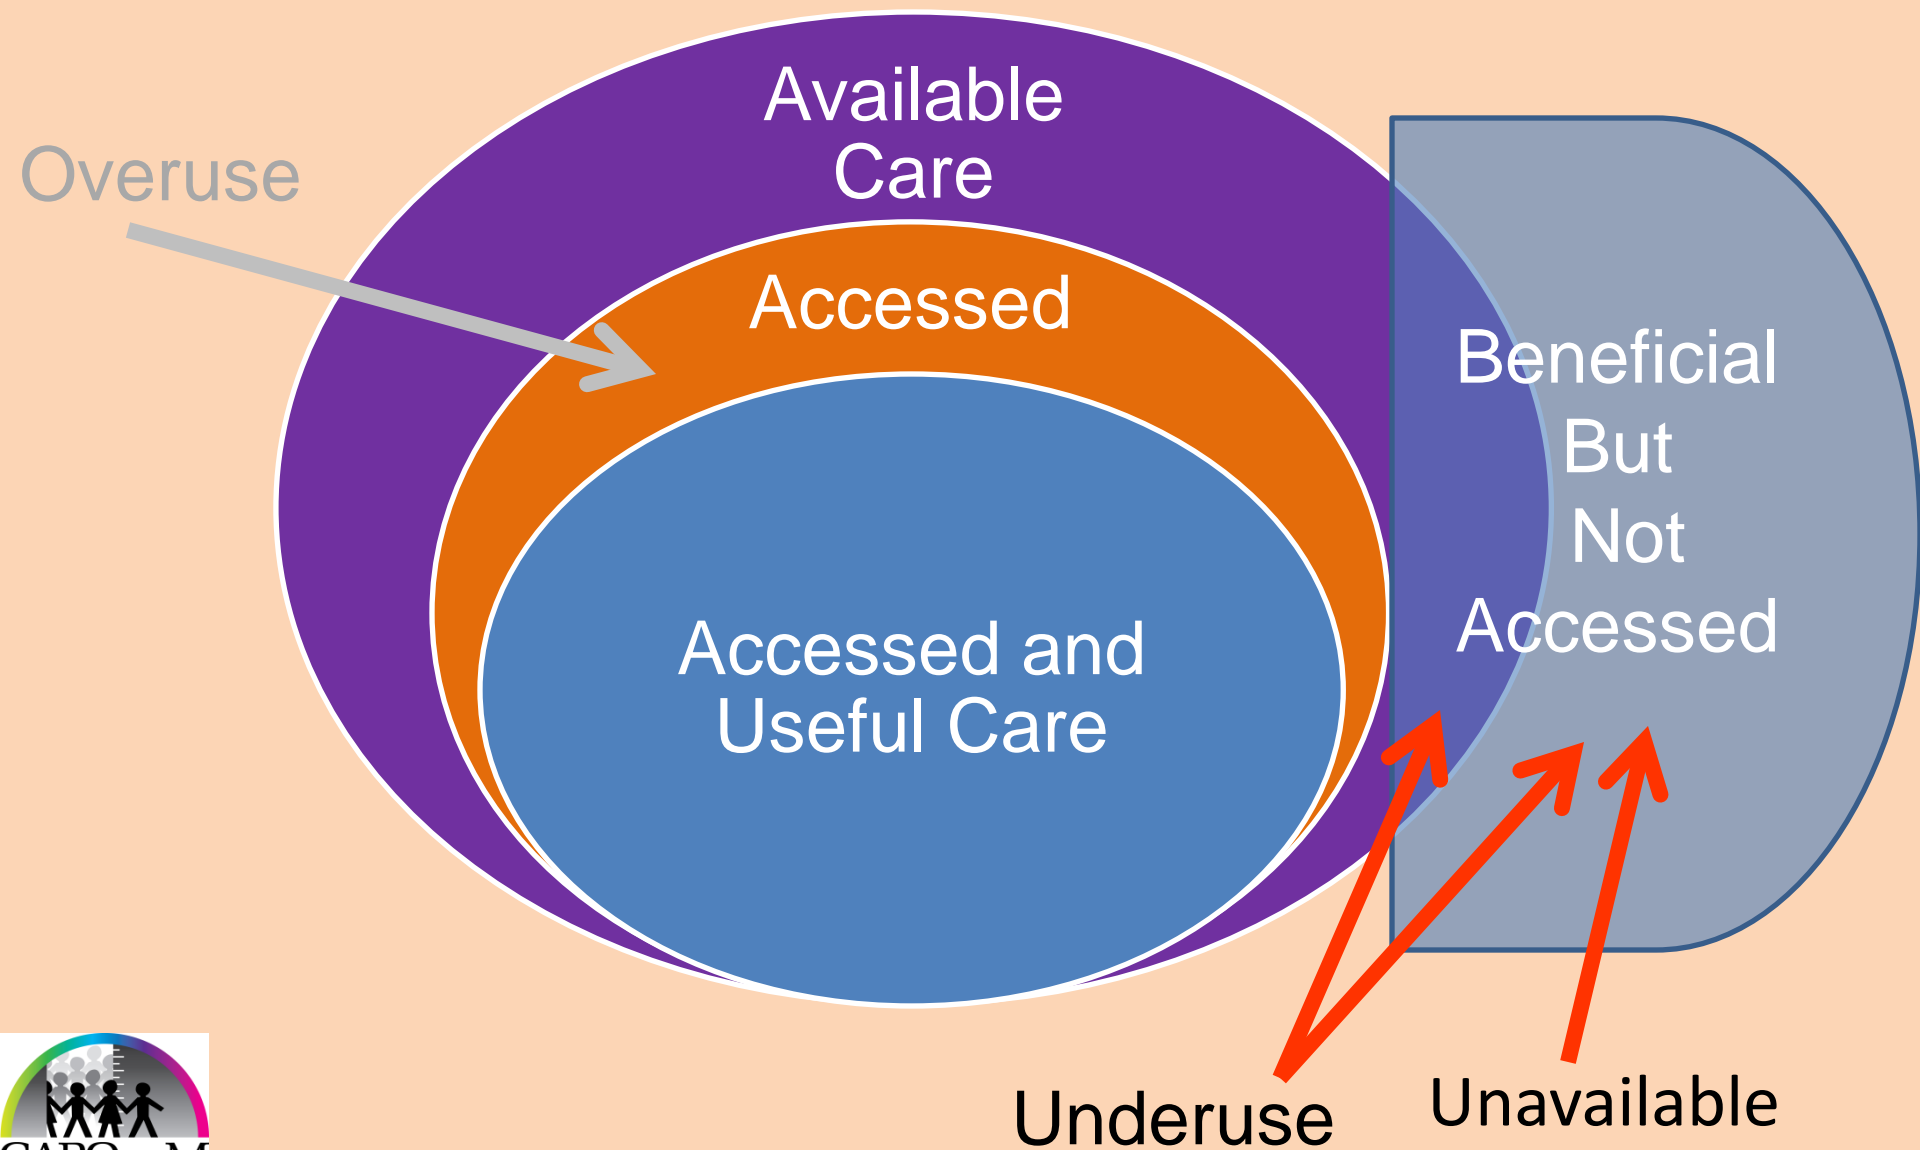 Available
Care
Overuse
Accessed
Beneficial
But
Not
Accessed
Accessed and
Useful Care
Underuse
Unavailable